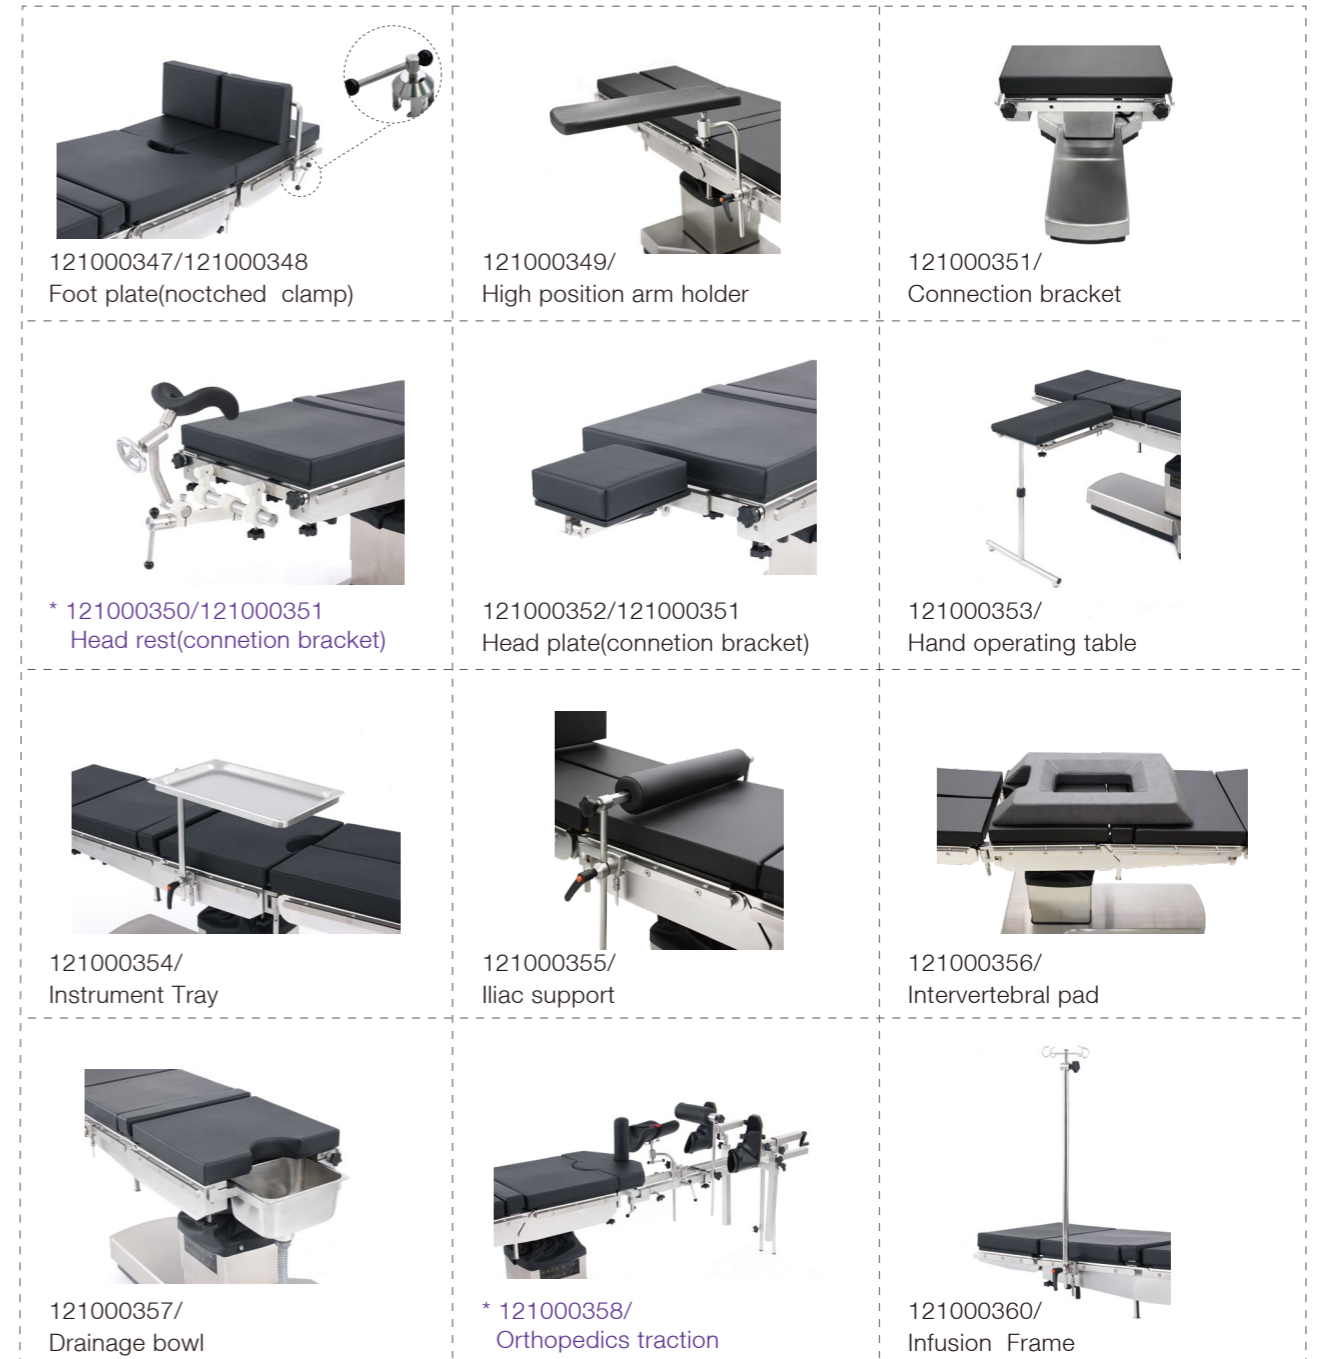 121000347/121000348
Foot plate(noctched clamp)
121000349/
High position arm holder
121000351/
Connection bracket
* 121000350/121000351
Head rest(connetion bracket)
121000352/121000351
Head plate(connetion bracket)
121000353/
Hand operating table
121000354/
Instrument Tray
121000355/
Iliac support
121000356/
Intervertebral pad
121000357/
Drainage bowl
* 121000358/
Orthopedics traction
121000360/
Infusion Frame